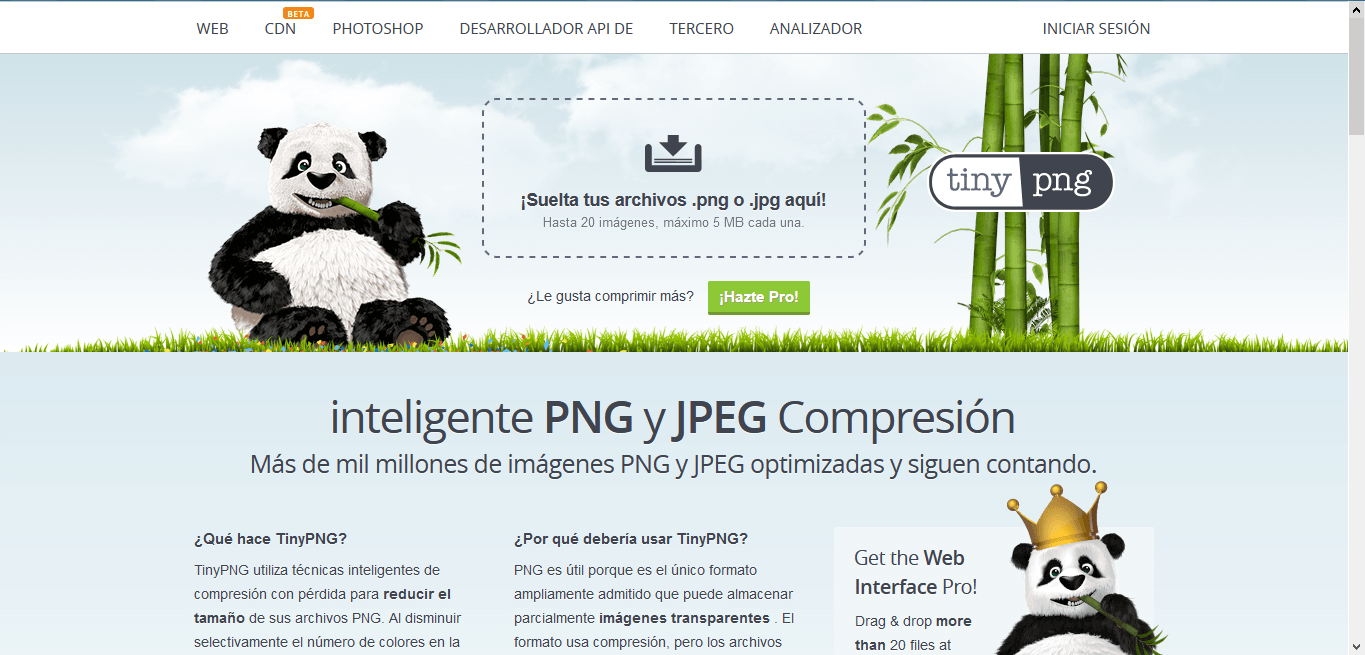 WEB CDN BETA PHOTOSHOP DESARROLLADOR API DE TERCERO ANALIZADOR INICIAR SESIÓN
¡Suelta tus archivos .png o .jpg aquí!
Hasta 20 imágenes, máximo 5 MB cada una.
tiny png
¿Le gusta comprimir más? ¡Hazte Pro!
inteligente PNG y JPEG Compresión
Más de mil millones de imágenes PNG y JPEG optimizadas y siguen contando.
¿Qué hace TinyPNG?
TinyPNG utiliza técnicas inteligentes de
compresión con pérdida para reducir el
tamaño de sus archivos PNG. Al disminuir
selectivamente el número de colores en la
¿Por qué debería usar TinyPNG?
PNG es útil porque es el único formato
ampliamente admitido que puede almacenar
parcialmente imágenes transparentes . El
formato usa compresión, pero los archivos
Get the Web
Interface Pro!
Drag & drop more
than 20 files at